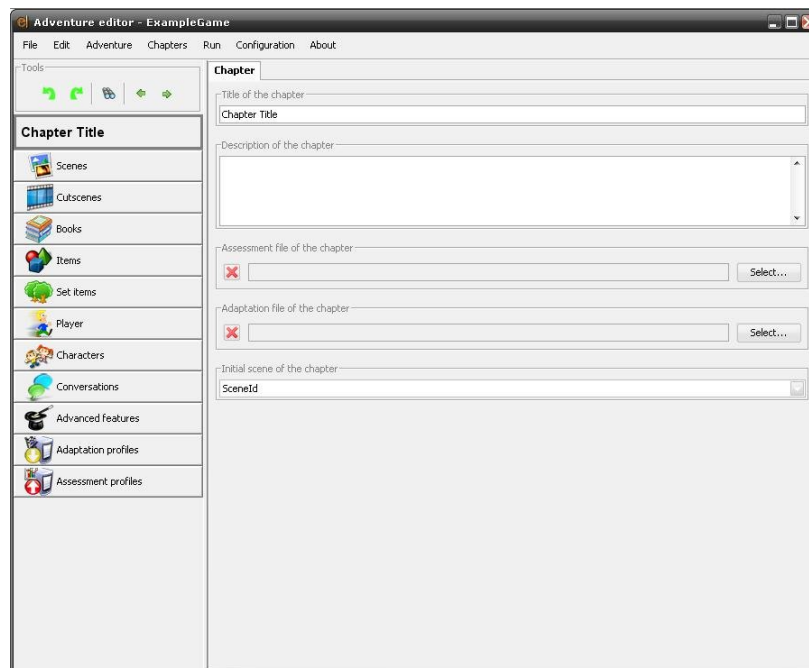 Adventure editor - ExampleGame
File Edit Adventure Chapters Run Configuration About
Tools
Chapter Title
Scenes
Cutscenes
Books
Items
Set items
Player
Characters
Conversations
Advanced features
Adaptation profiles
Assessment profiles
Chapter
Title of the chapter
Chapter Title
Description of the chapter
Assessment file of the chapter
Select...
Adaptation file of the chapter
Select...
Initial scene of the chapter
SceneId